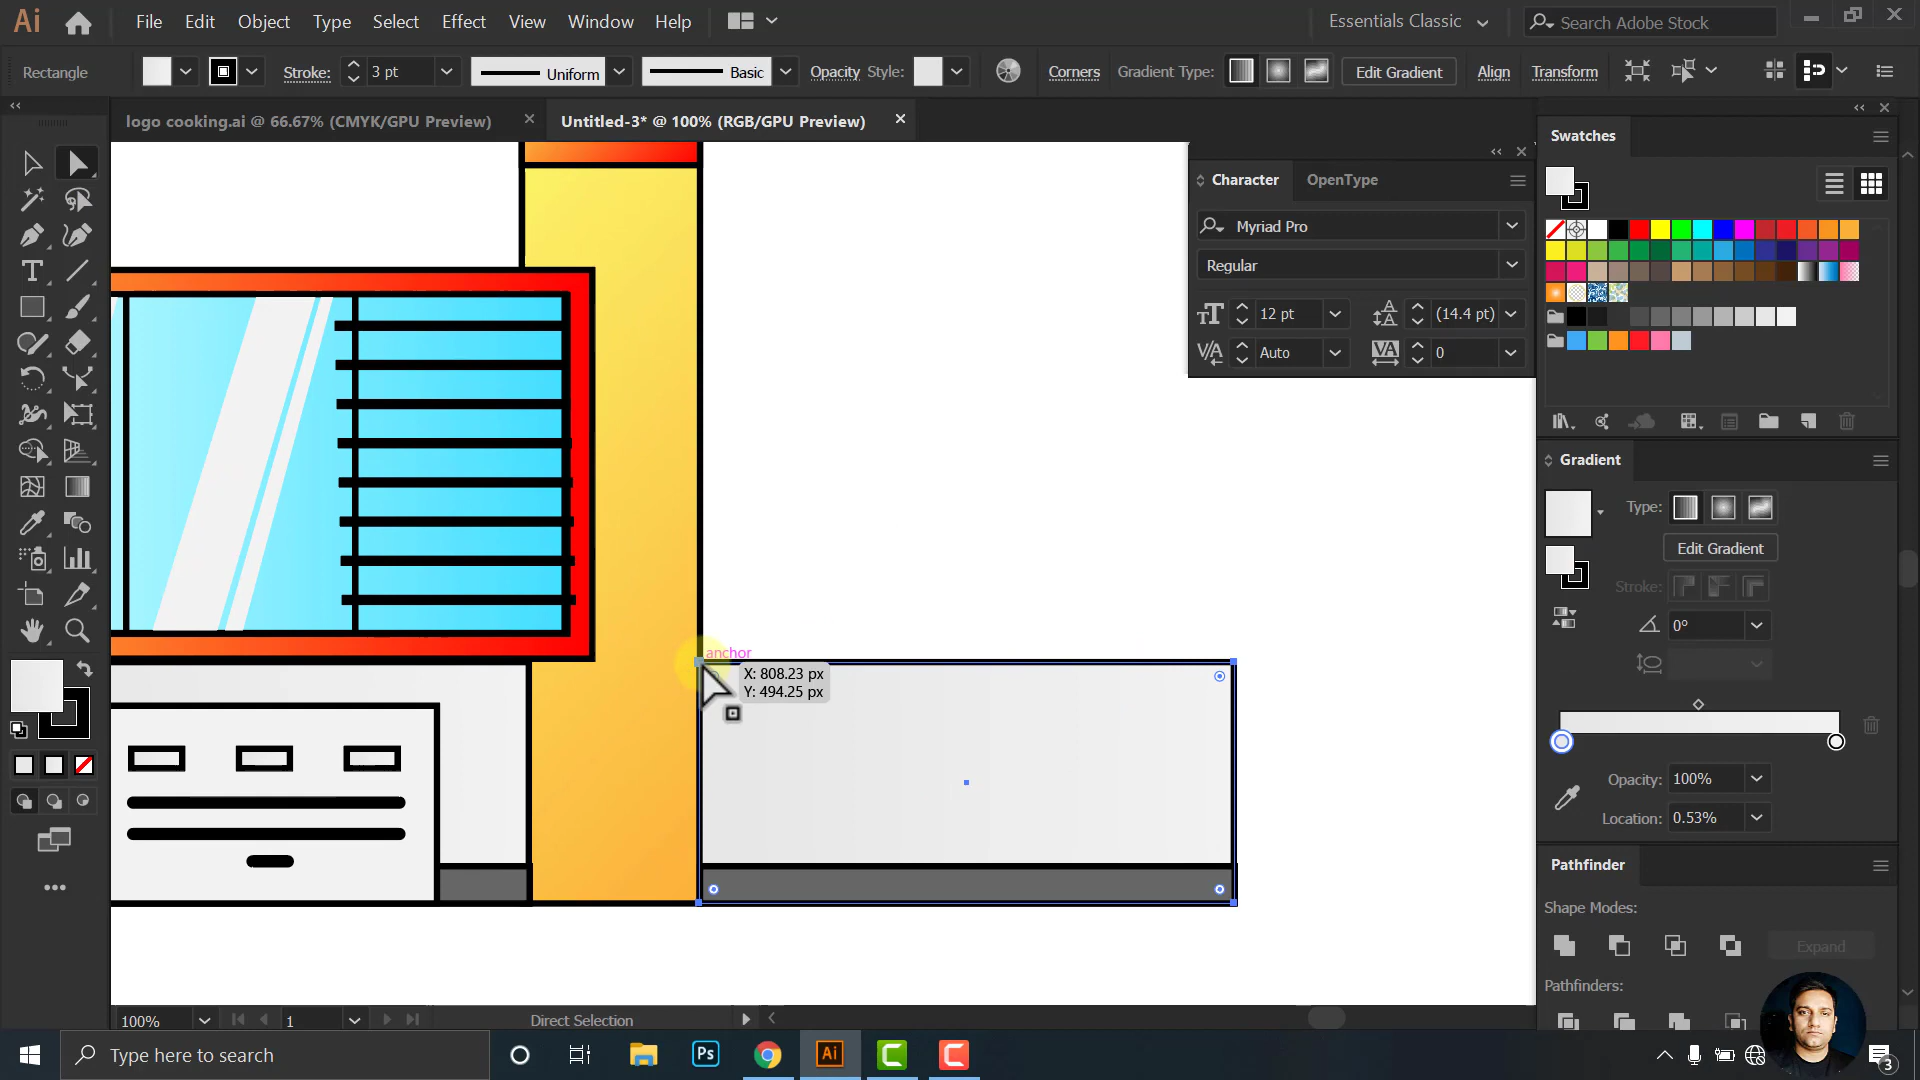 Ai File Edit Object Type Select Effect View Window Help Essentials Classic Search Adobe Stock
Rectangle Stroke: 3 pt Uniform Basic Opacity Style: Corners Gradient Type: Edit Gradient Align Transform
logo cooking.ai @ 66.67% (CMYK/GPU Preview) Untitled-3* @ 100% (RGB/GPU Preview)
Swatches
Character OpenType
Myriad Pro
Regular
12 pt (14.4 pt)
Auto 0
Gradient
Type:
Edit Gradient
Stroke:
0°
anchor
X: 808.23 px
Y: 494.25 px
Opacity: 100%
Location: 0.53%
Pathfinder
Shape Modes:
Expand
Pathfinders:
100% 1 Direct Selection
Type here to search Ps Ai 3